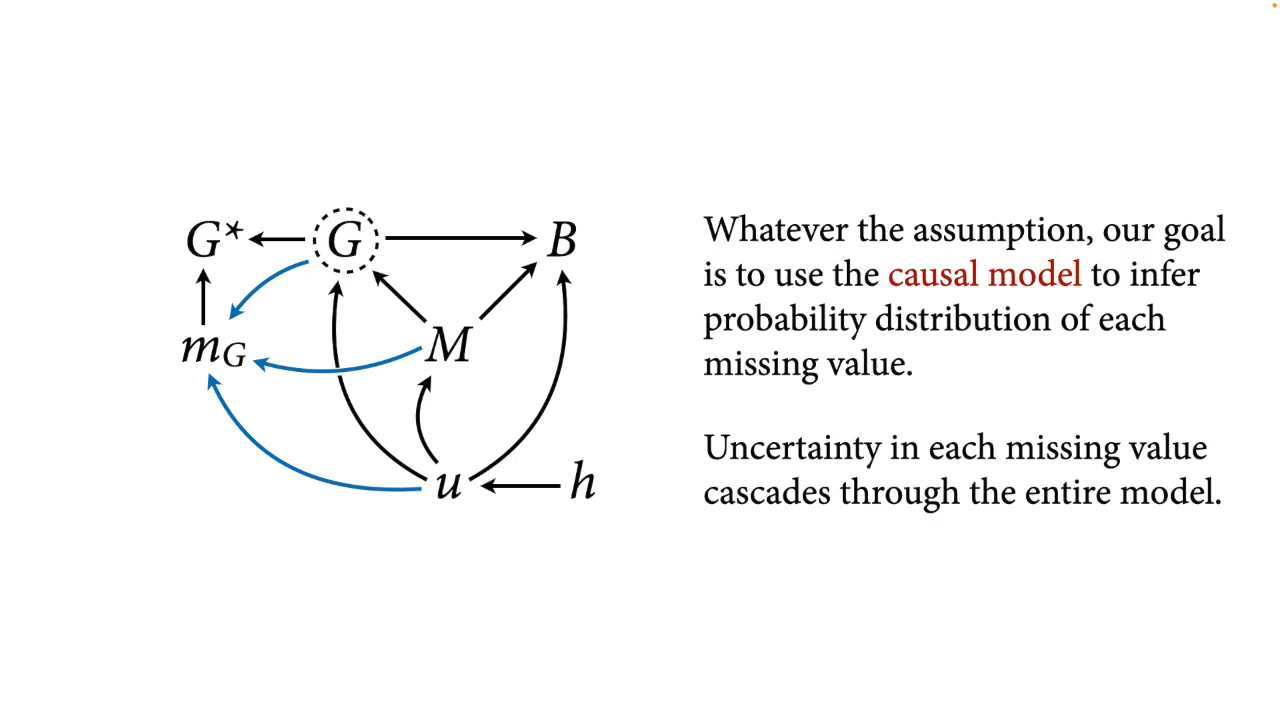 G* G B
m_G M
u h
Whatever the assumption, our goal
is to use the causal model to infer
probability distribution of each
missing value.
Uncertainty in each missing value
cascades through the entire model.